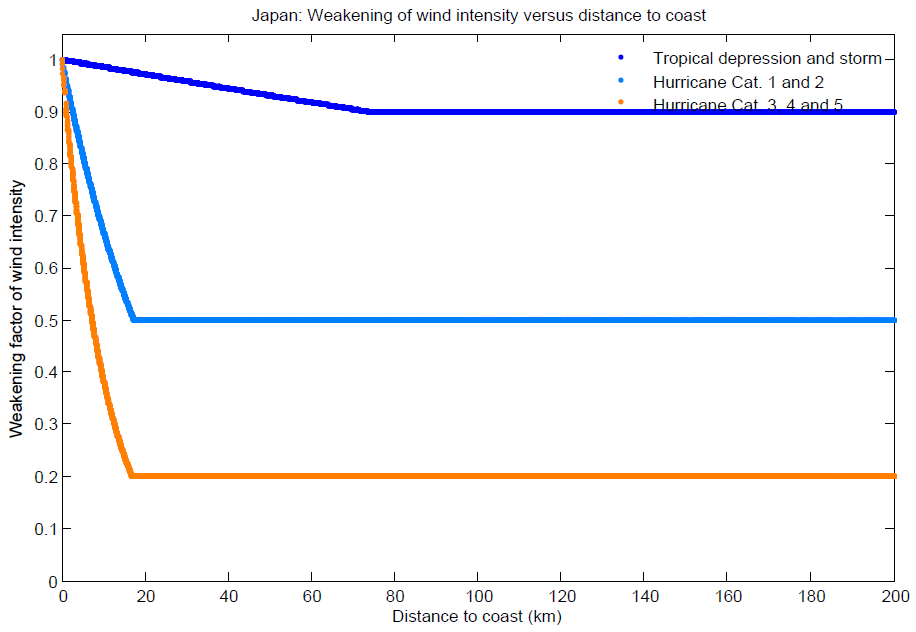 Japan: Weakening of wind intensity versus distance to coast
Tropical depression and storm
Hurricane Cat. 1 and 2
Hurricane Cat. 3, 4 and 5
Weakening factor of wind intensity
1
0.9
0.8
0.7
0.6
0.5
0.4
0.3
0.2
0.1
0
0 20 40 60 80 100 120 140 160 180 200
Distance to coast (km)